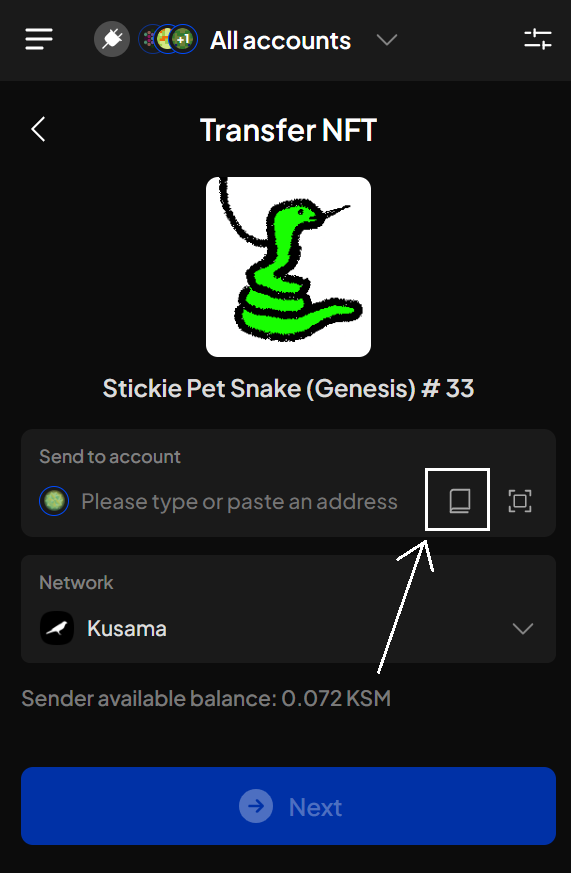 +1 All accounts
Transfer NFT
Stickie Pet Snake (Genesis) # 33
Send to account
Please type or paste an address
Network
Kusama
Sender available balance: 0.072 KSM
Next